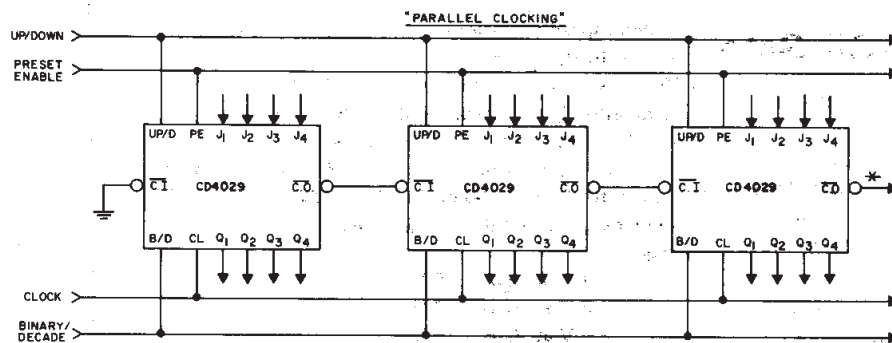 "PARALLEL CLOCKING"
UP/DOWN
PRESET
ENABLE
UP/D PE J1 J2 J3 J4
UP/D PE J1 J2 J3 J4
UP/D PE J1 J2 J3 J4
C.I. CD4029 C.O.
C.I CD4029 C.O
C.I. CD4029 C.O.
*
B/D CL Q1 Q2 Q3 Q4
B/D CL Q1 Q2 Q3 Q4
B/D CL Q1 Q2 Q3 Q4
CLOCK
BINARY/
DECADE